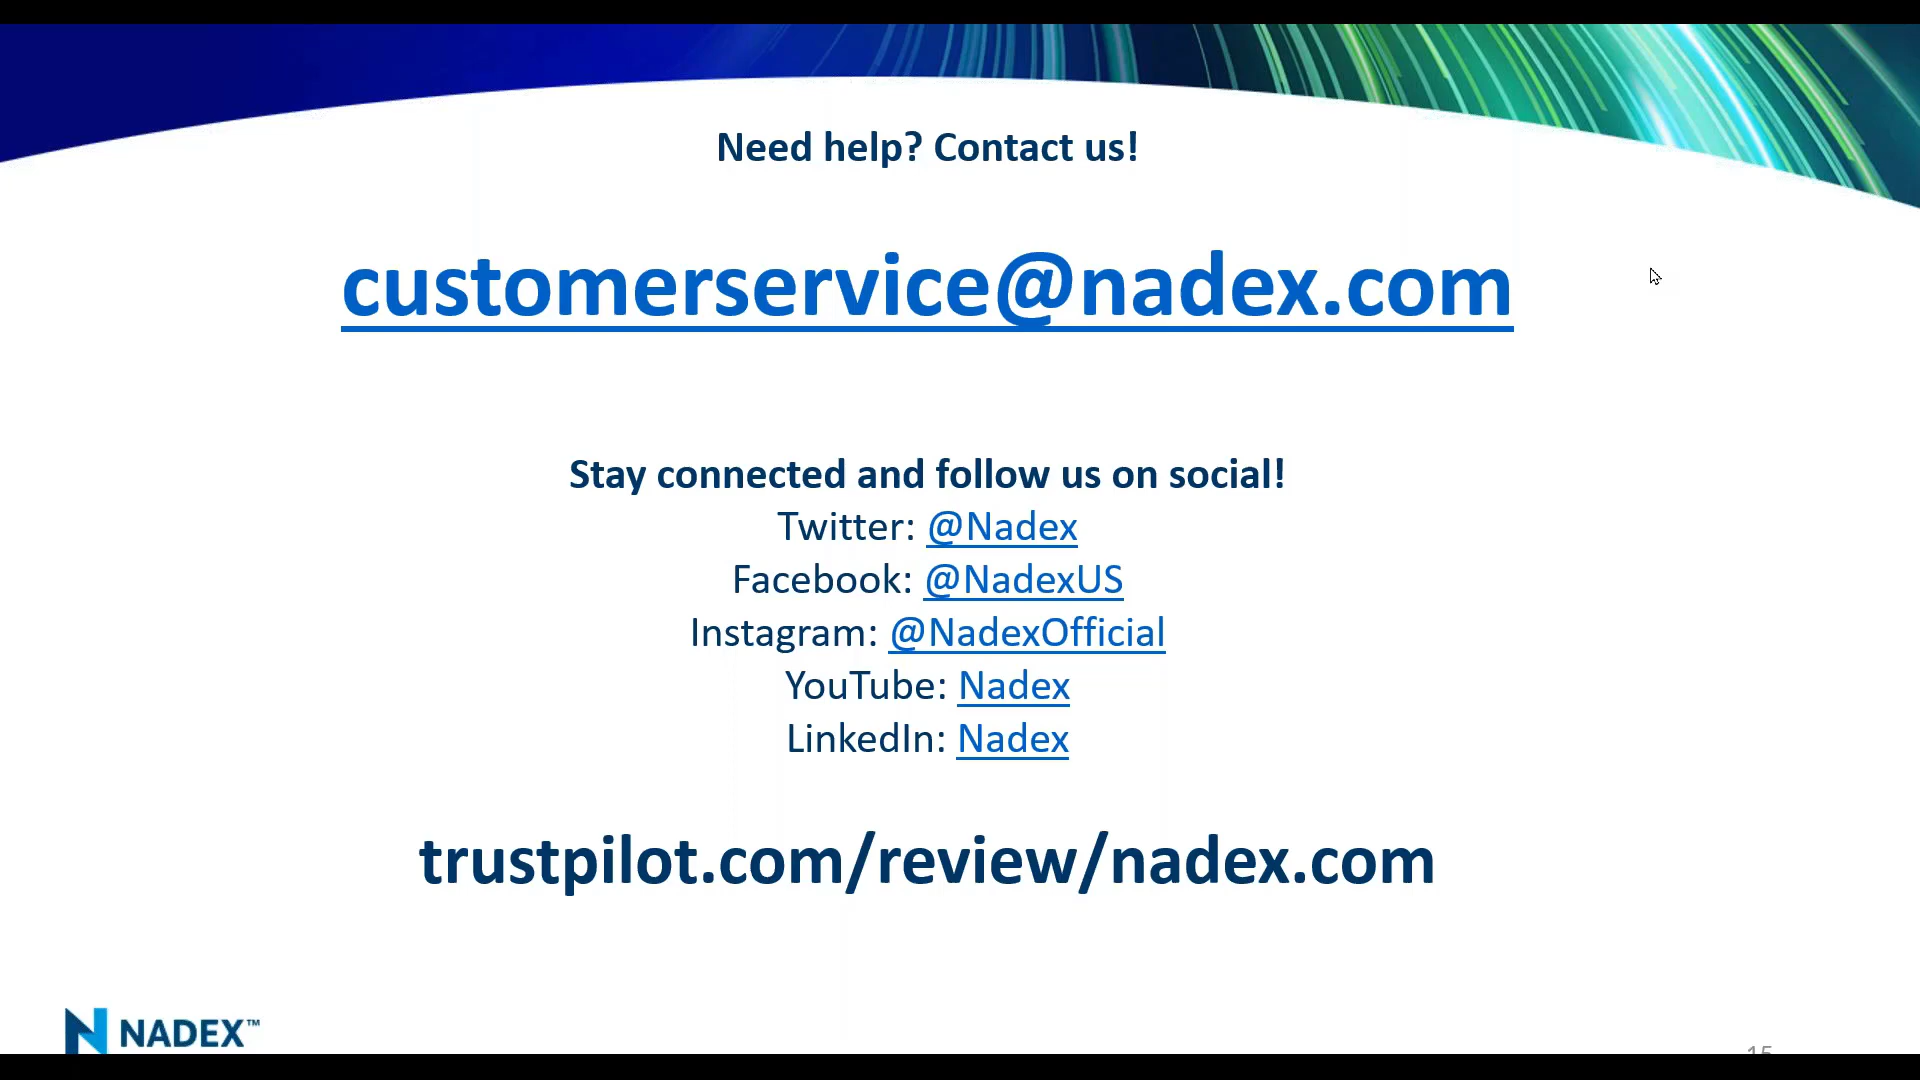 Need help? Contact us!
customerservice@nadex.com
Stay connected and follow us on social!
Twitter: @Nadex
Facebook: @NadexUS
Instagram: @NadexOfficial
YouTube: Nadex
LinkedIn: Nadex
trustpilot.com/review/nadex.com
NADEX™
15